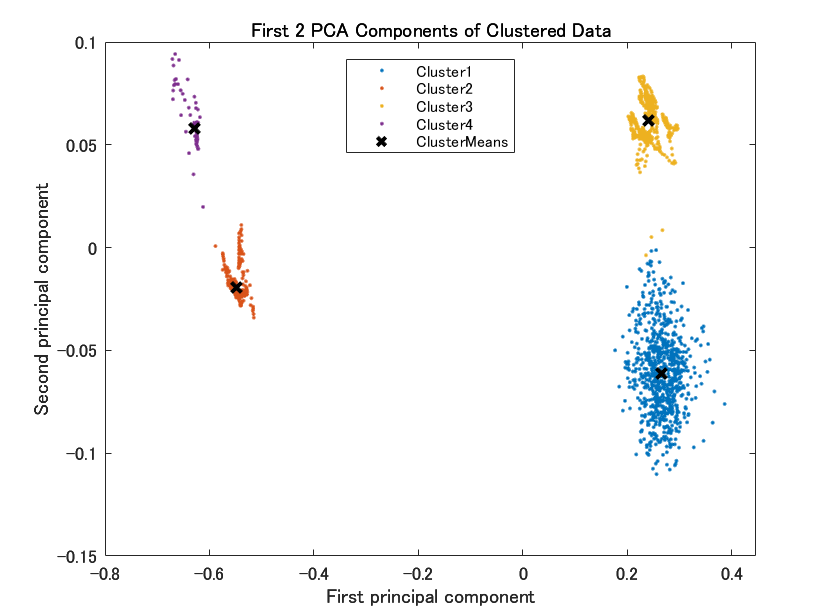 First 2 PCA Components of Clustered Data
0.1
0.05
0
-0.05
-0.1
-0.15
Second principal component
Cluster1
Cluster2
Cluster3
Cluster4
ClusterMeans
-0.8
-0.6
-0.4
-0.2
0
0.2
0.4
First principal component